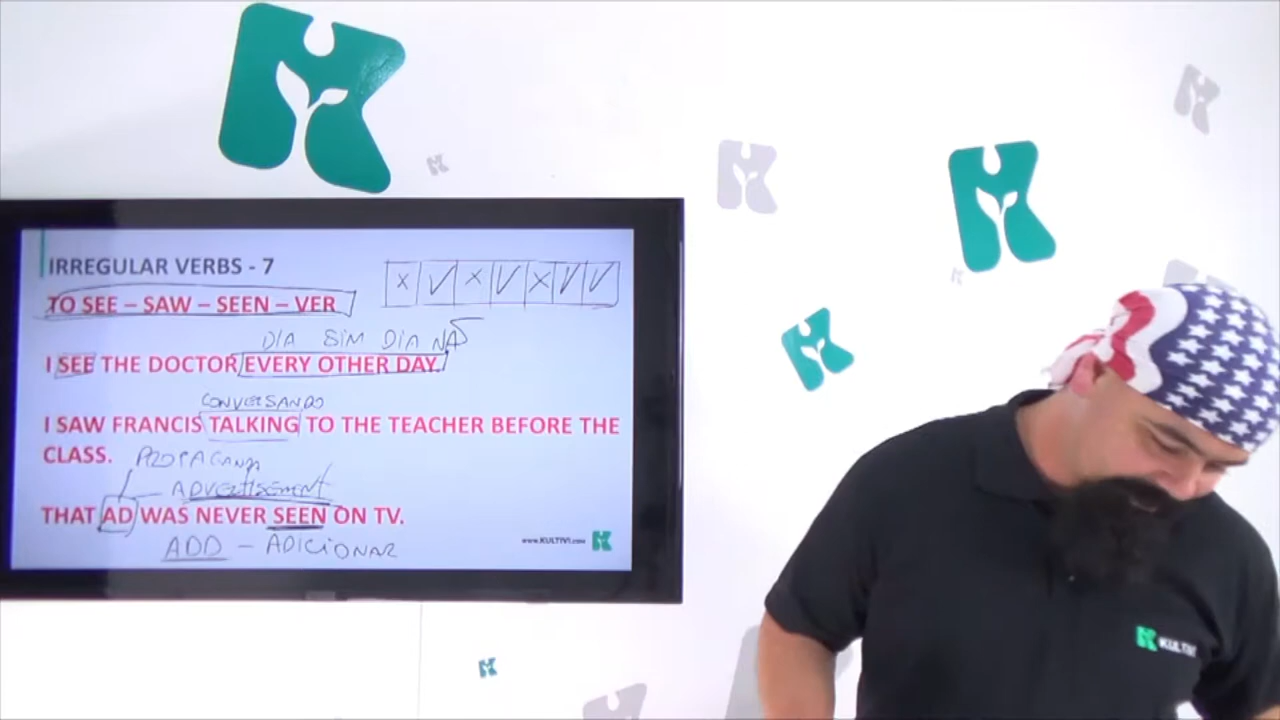 IRREGULAR VERBS - 7
TO SEE – SAW – SEEN – VER
DIA SIM DIA NÃ
I SEE THE DOCTOR EVERY OTHER DAY.
CONVERSANDO
I SAW FRANCIS TALKING TO THE TEACHER BEFORE THE
CLASS.
PROPAGANDA
ADVERTISEMENT
THAT AD WAS NEVER SEEN ON TV.
ADD – ADICIONAR
www.KULTIVI.com
KULTIVI